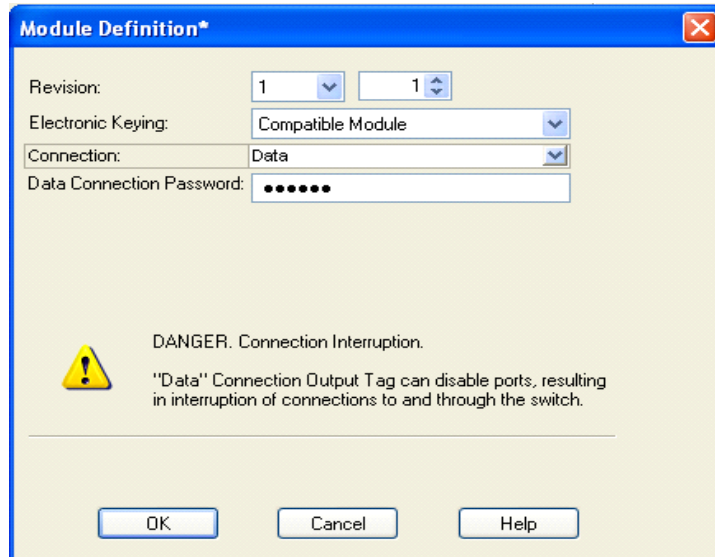 Module Definition*
Revision: 1 1
Electronic Keying: Compatible Module
Connection: Data
Data Connection Password: ●●●●●●
DANGER. Connection Interruption.
"Data" Connection Output Tag can disable ports, resulting
in interruption of connections to and through the switch.
OK Cancel Help